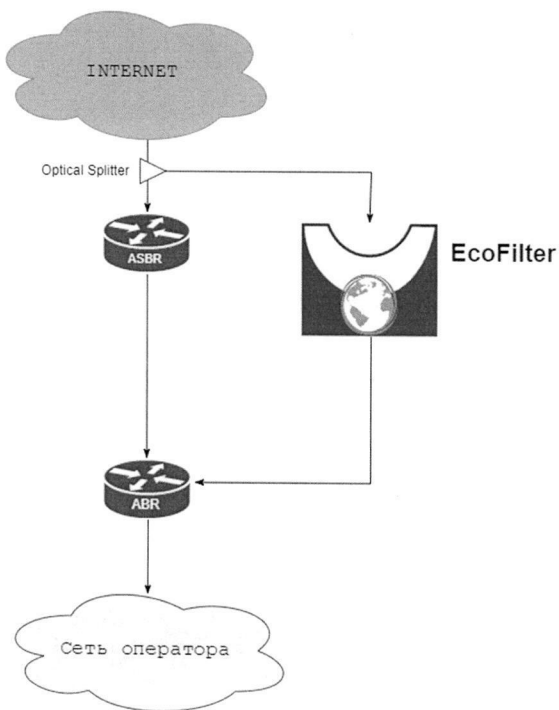 INTERNET
Optical Splitter
ASBR
EcoFilter
ABR
Сеть оператора